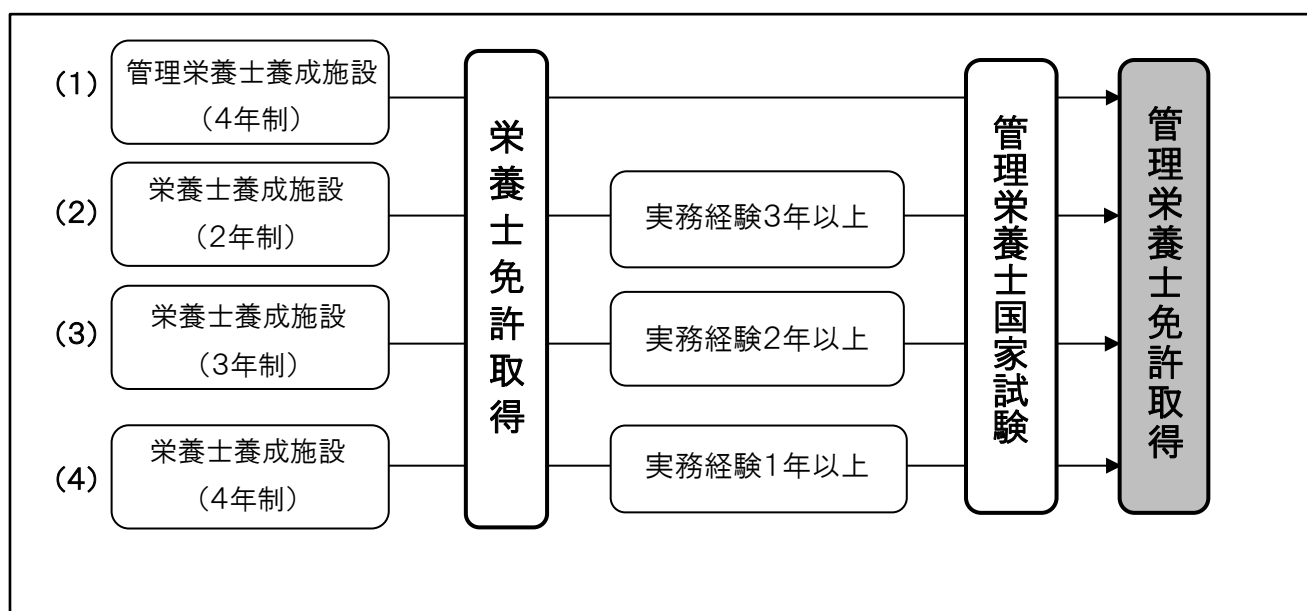 (1)
管理栄養士養成施設
（4年制）
(2)
栄養士養成施設
（2年制）
(3)
栄養士養成施設
（3年制）
(4)
栄養士養成施設
（4年制）
栄養士免許取得
実務経験3年以上
実務経験2年以上
実務経験1年以上
管理栄養士国家試験
管理栄養士免許取得